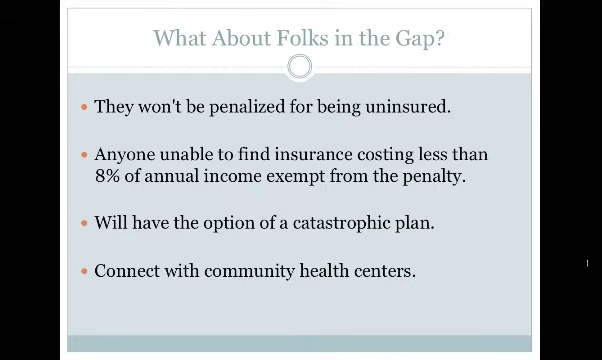 What About Folks in the Gap?
• They won't be penalized for being uninsured.
• Anyone unable to find insurance costing less than
8% of annual income exempt from the penalty.
• Will have the option of a catastrophic plan.
• Connect with community health centers.